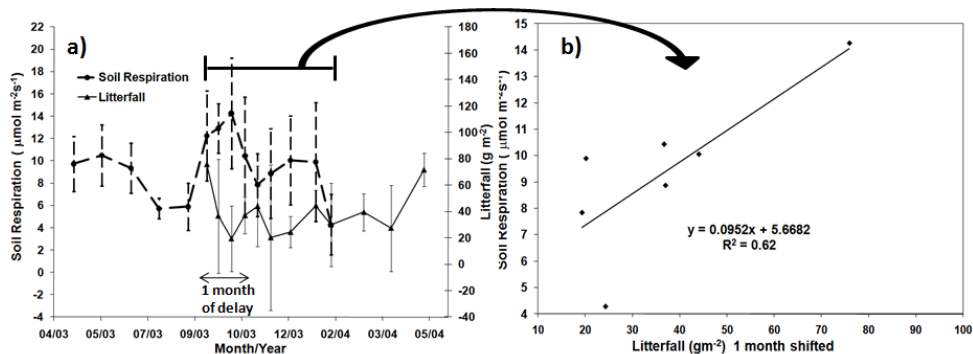 a)
Soil Respiration
Litterfall
Soil Respiration ( μmol m⁻²s⁻¹)
22
20
18
16
14
12
10
8
6
4
2
0
-2
-4
180
160
140
120
100
80
60
40
20
0
-20
-40
Litterfall (g m⁻²)
1 month
of delay
04/03 05/03 07/03 09/03 10/03 12/03 02/04 03/04 05/04
Month/Year
b)
Soil Respiration ( μmol m⁻²s⁻¹)
15
14
13
12
11
10
9
8
7
6
5
4
y = 0.0952x + 5.6682
R² = 0.62
10 20 30 40 50 60 70 80 90 100
Litterfall (gm⁻²) 1 month shifted